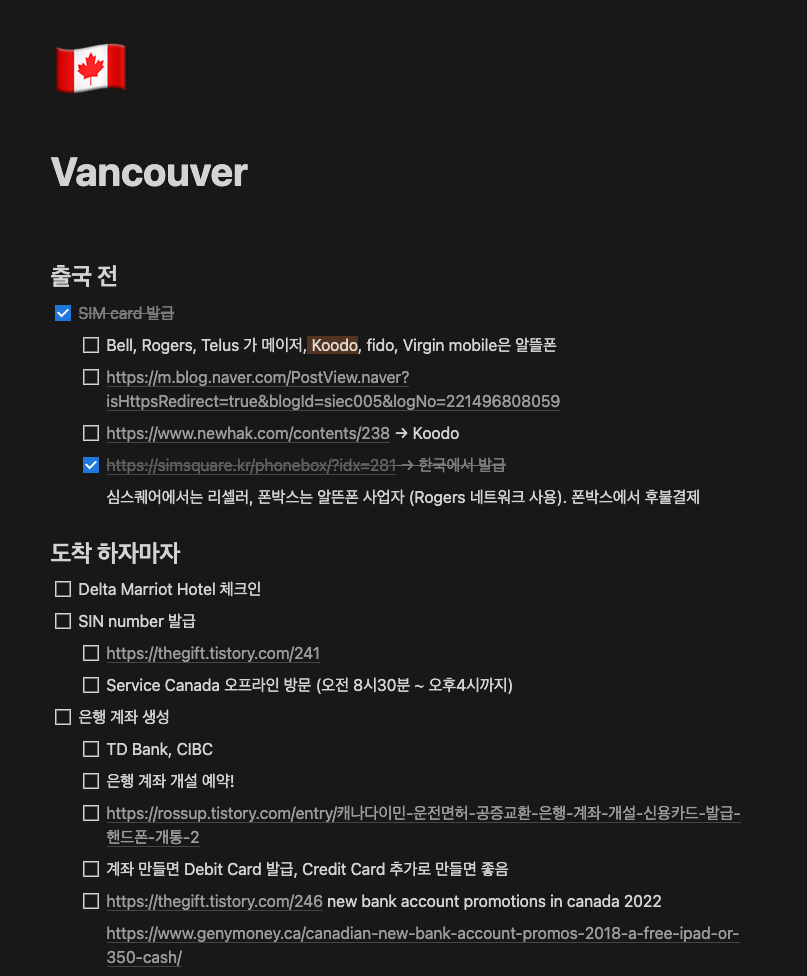 Vancouver
출국 전
SIM card 발급
Bell, Rogers, Telus 가 메이저, Koodo, fido, Virgin mobile은 알뜰폰
https://m.blog.naver.com/PostView.naver?
isHttpsRedirect=true&blogId=siec005&logNo=221496808059
https://www.newhak.com/contents/238 → Koodo
https://simsquare.kr/phonebox/?idx=281 → 한국에서 발급
심스퀘어에서는 리셀러, 폰박스는 알뜬폰 사업자 (Rogers 네트워크 사용). 폰박스에서 후불결제
도착 하자마자
Delta Marriot Hotel 체크인
SIN number 발급
https://thegift.tistory.com/241
Service Canada 오프라인 방문 (오전 8시30분 ~ 오후4시까지)
은행 계좌 생성
TD Bank, CIBC
은행 계좌 개설 예약!
https://rossup.tistory.com/entry/캐나다이민-운전면허-공증교환-은행-계좌-개설-신용카드-발급-
핸드폰-개통-2
계좌 만들면 Debit Card 발급, Credit Card 추가로 만들면 좋음
https://thegift.tistory.com/246 new bank account promotions in canada 2022
https://www.genymoney.ca/canadian-new-bank-account-promos-2018-a-free-ipad-or-
350-cash/